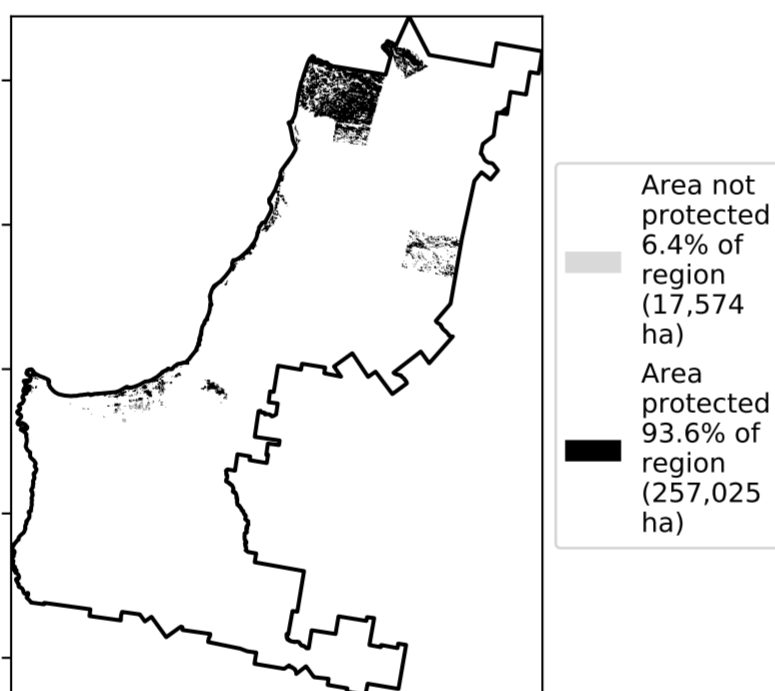 Area not
protected
6.4% of
region
(17,574
ha)
Area
protected
93.6% of
region
(257,025
ha)